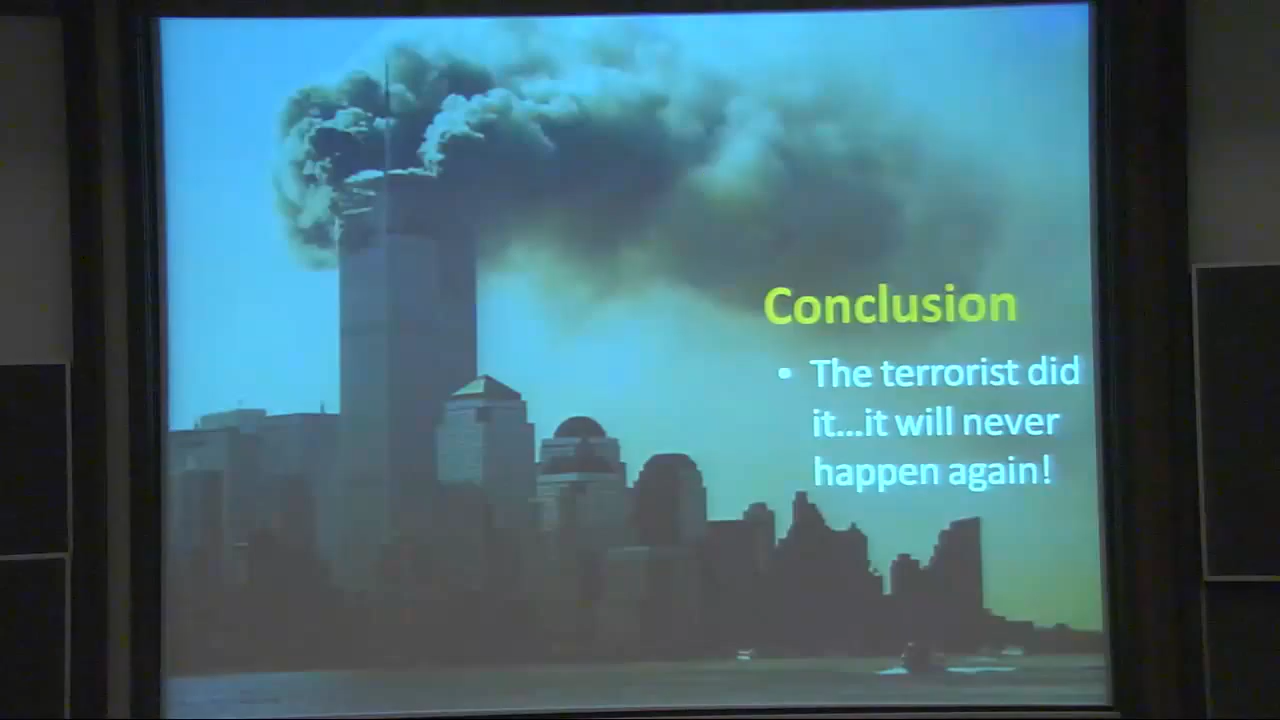 Conclusion
• The terrorist did
it...it will never
happen again!